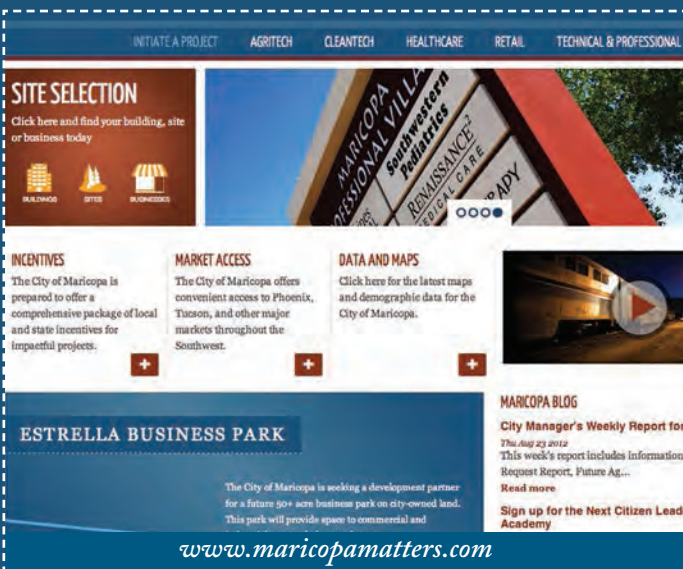 INITIATE A PROJECT AGRITECH CLEANTECH HEALTHCARE RETAIL TECHNICAL & PROFESSIONAL
SITE SELECTION
Click here and find your building, site
or business today
BUILDINGS SITES BUSINESSES
MARICOPA
PROFESSIONAL VILLA
Southwestern
Pediatrics
RENAISSANCE2
MEDICAL CARE
INCENTIVES
The City of Maricopa is
prepared to offer a
comprehensive package of local
and state incentives for
impactful projects.
MARKET ACCESS
The City of Maricopa offers
convenient access to Phoenix,
Tucson, and other major
markets throughout the
Southwest.
DATA AND MAPS
Click here for the latest maps
and demographic data for the
City of Maricopa.
MARICOPA BLOG
City Manager's Weekly Report for
Thu Aug 23 2012
This week's report includes information
Request Report, Future Ag...
Read more
Sign up for the Next Citizen Lead
Academy
ESTRELLA BUSINESS PARK
The City of Maricopa is seeking a development partner
for a future 50+ acre business park on city-owned land.
This park will provide space to commercial and
www.maricopamatters.com